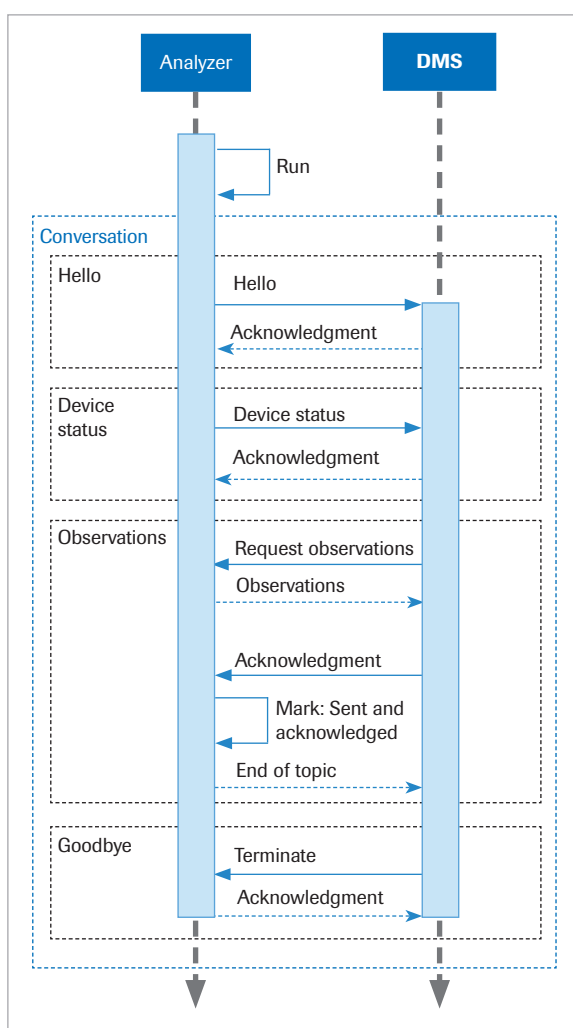 Analyzer
DMS
Run
Conversation
Hello
Hello
Acknowledgment
Device
status
Device status
Acknowledgment
Observations
Request observations
Observations
Acknowledgment
Mark: Sent and
acknowledged
End of topic
Goodbye
Terminate
Acknowledgment